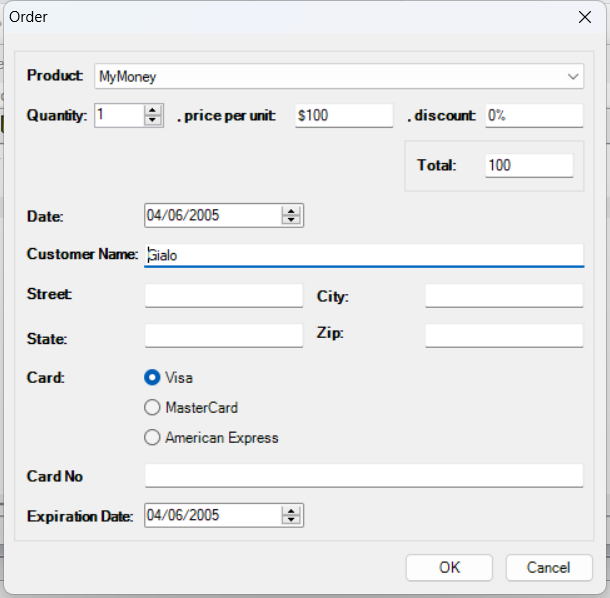 Order
Product: MyMoney
Quantity: 1 , price per unit: $100 , discount: 0%
Total: 100
Date: 04/06/2005
Customer Name: Gialo
Street: City:
State: Zip:
Card: Visa
MasterCard
American Express
Card No
Expiration Date: 04/06/2005
OK Cancel